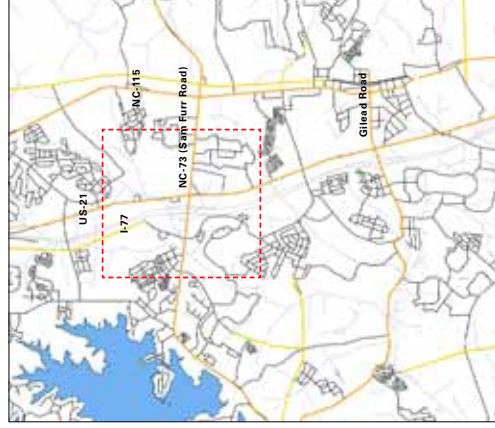 NC-115
US-21
I-77
NC-73 (Sam Furr Road)
Gilead Road